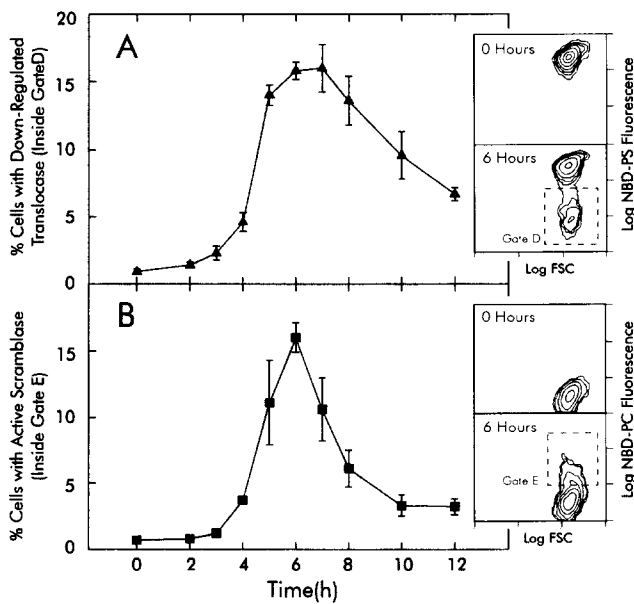 A
% Cells with Down-Regulated
Translocase (Inside GateD)
20
15
10
5
0
0 Hours
6 Hours
Gate D
Log FSC
Log NBD-PS Fluorescence
B
% Cells with Active Scramblase
(Inside Gate E)
15
10
5
0
0 2 4 6 8 10 12
Time(h)
0 Hours
6 Hours
Gate E
Log FSC
Log NBD-PC Fluorescence